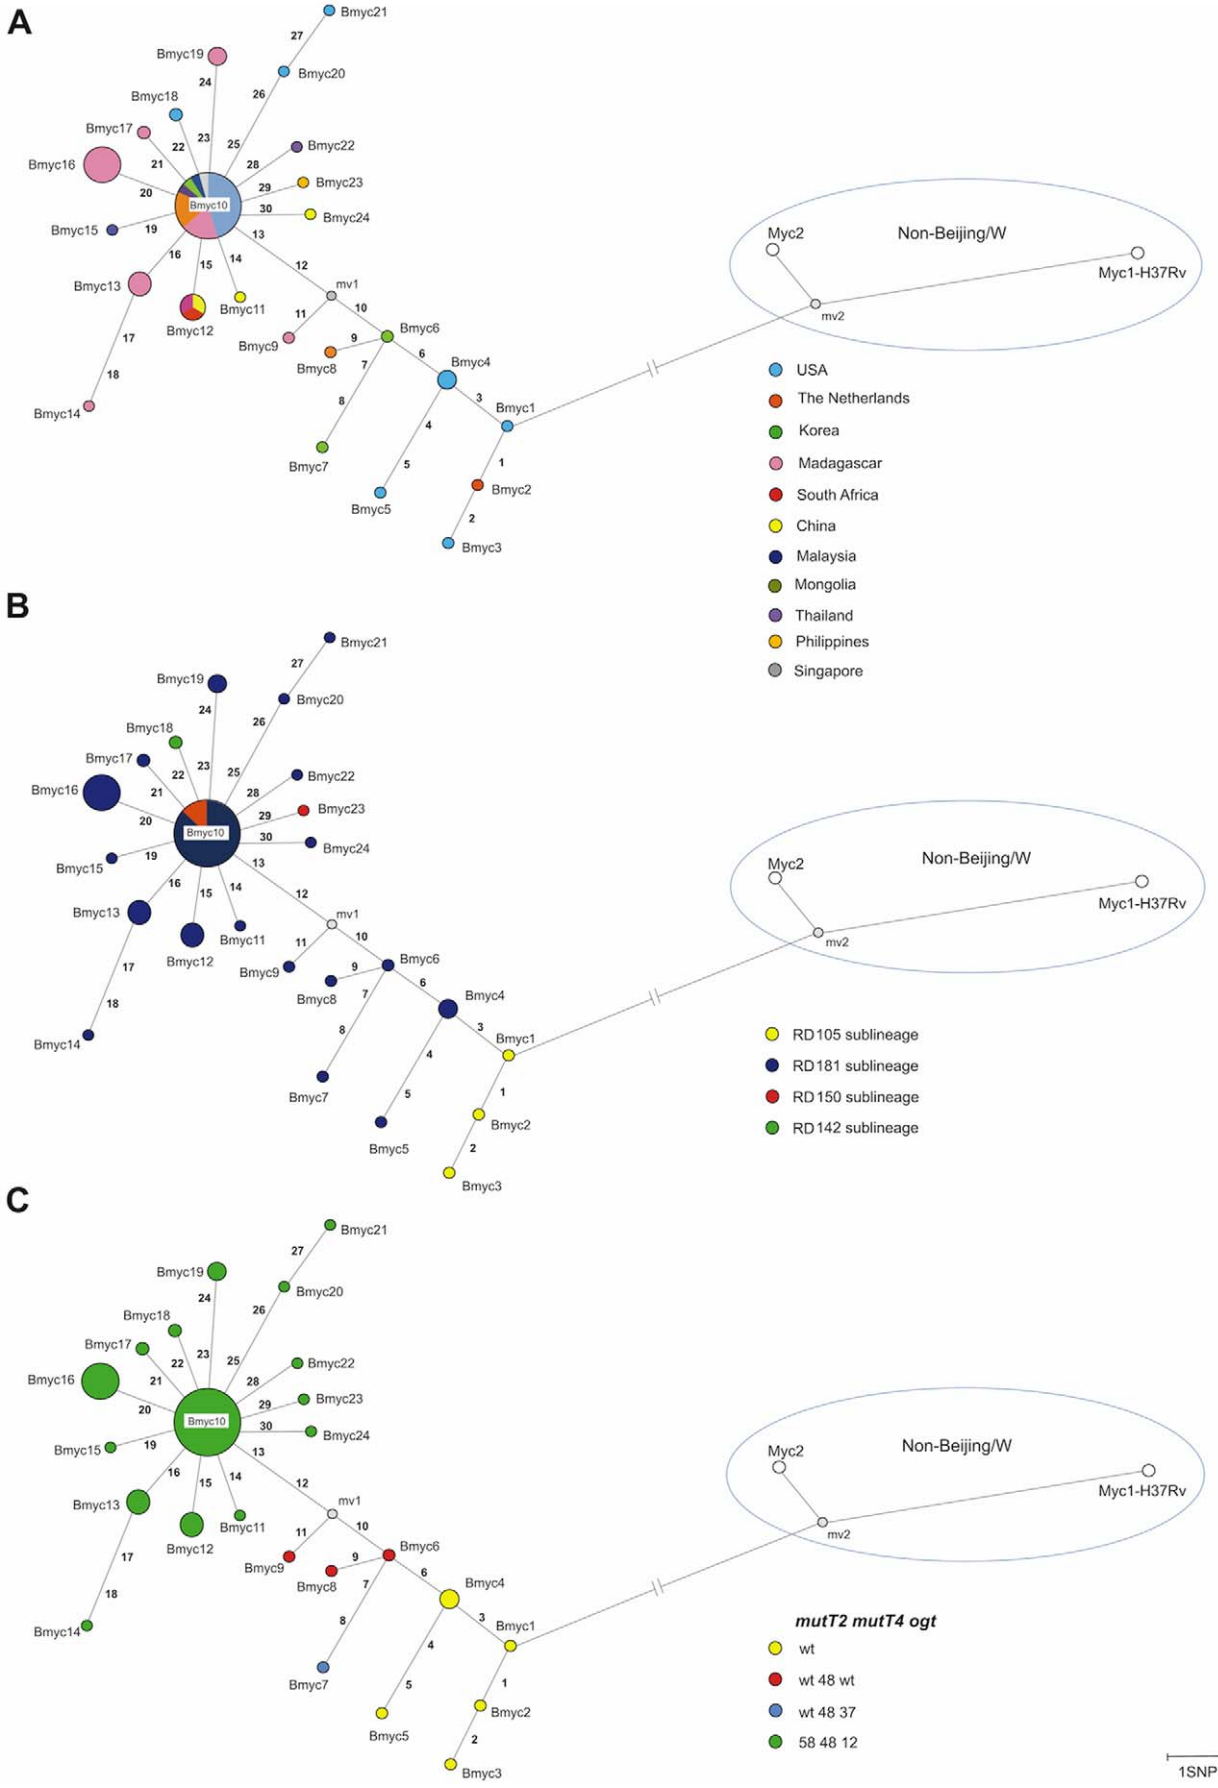 A
Bmyc21
27
Bmyc19
Bmyc20
24
26
Bmyc18
Bmyc17
23
25
22
Bmyc22
28
Bmyc16
21
29
Bmyc23
20
Bmyc10
30
Bmyc24
Bmyc15
19
13
16
15
14
12
mv1
Bmyc13
Bmyc11
10
Bmyc12
11
Bmyc6
17
Bmyc9
9
6
Bmyc8
7
Bmyc4
18
8
3
Bmyc1
Bmyc14
4
Bmyc7
5
1
Bmyc5
Bmyc2
2
Bmyc3
Myc2
Non-Beijing/W
Myc1-H37Rv
mv2
USA
The Netherlands
Korea
Madagascar
South Africa
China
Malaysia
Mongolia
Thailand
Philippines
Singapore
B
Bmyc21
27
Bmyc19
Bmyc20
24
26
Bmyc18
Bmyc17
23
25
22
Bmyc22
28
Bmyc16
21
29
Bmyc23
20
Bmyc10
30
Bmyc24
Bmyc15
19
13
16
15
14
12
mv1
Bmyc13
Bmyc11
10
Bmyc12
11
Bmyc6
17
Bmyc9
9
6
Bmyc8
7
Bmyc4
18
8
3
Bmyc1
Bmyc14
4
Bmyc7
5
1
Bmyc5
Bmyc2
2
Bmyc3
Myc2
Non-Beijing/W
Myc1-H37Rv
mv2
RD105 sublineage
RD181 sublineage
RD150 sublineage
RD142 sublineage
C
Bmyc21
27
Bmyc19
Bmyc20
24
26
Bmyc18
Bmyc17
23
25
22
Bmyc22
28
Bmyc16
21
29
Bmyc23
20
Bmyc10
30
Bmyc24
Bmyc15
19
13
16
15
14
12
mv1
Bmyc13
Bmyc11
10
Bmyc12
11
Bmyc6
17
Bmyc9
9
6
Bmyc8
7
Bmyc4
18
8
3
Bmyc1
Bmyc14
4
Bmyc7
5
1
Bmyc5
Bmyc2
2
Bmyc3
Myc2
Non-Beijing/W
Myc1-H37Rv
mv2
mutT2 mutT4 ogt
wt
wt 48 wt
wt 48 37
58 48 12
1SNP